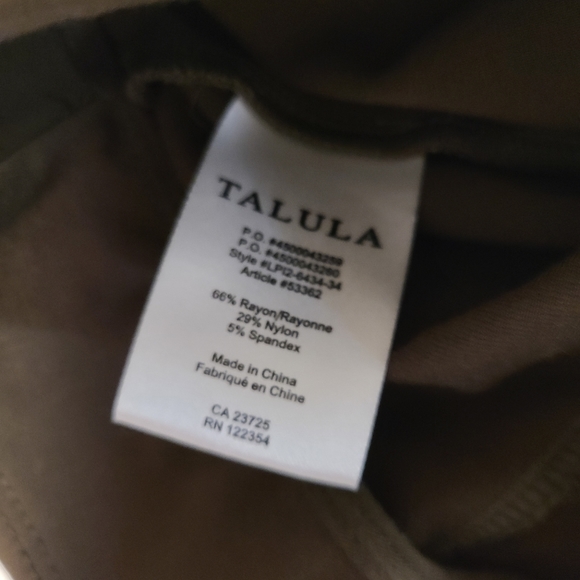 TALULA
P.O. #4500043259
P.O. #4500043260
Style #LPI2-6434-34
Article #53362
66% Rayon/Rayonne
29% Nylon
5% Spandex
Made in China
Fabriqué en Chine
CA 23725
RN 122354